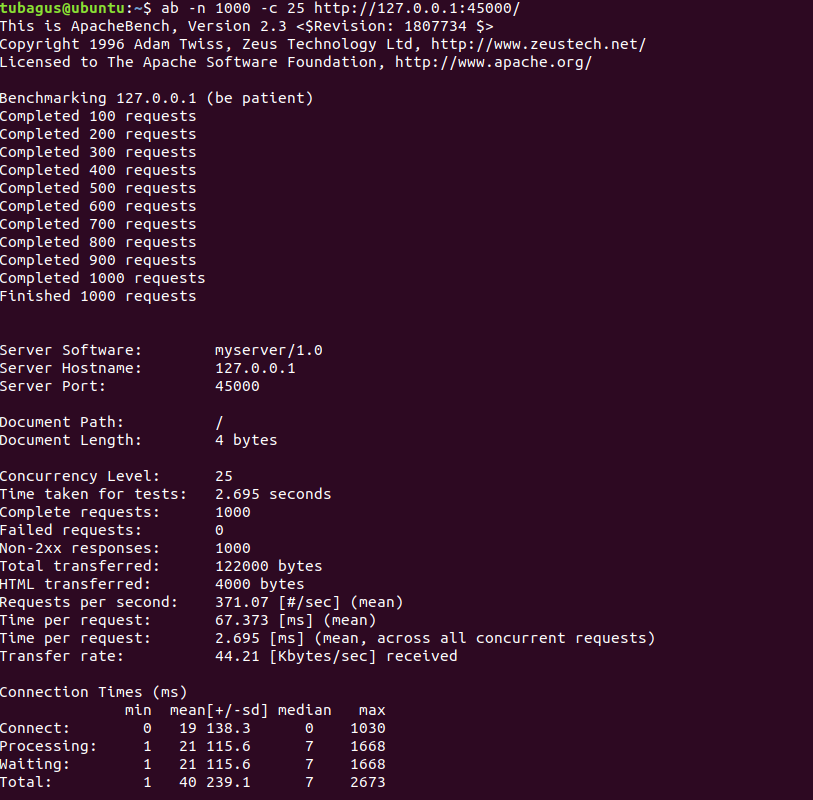 tubagus@ubuntu:~$ ab -n 1000 -c 25 http://127.0.0.1:45000/
This is ApacheBench, Version 2.3 <$Revision: 1807734 $>
Copyright 1996 Adam Twiss, Zeus Technology Ltd, http://www.zeustech.net/
Licensed to The Apache Software Foundation, http://www.apache.org/

Benchmarking 127.0.0.1 (be patient)
Completed 100 requests
Completed 200 requests
Completed 300 requests
Completed 400 requests
Completed 500 requests
Completed 600 requests
Completed 700 requests
Completed 800 requests
Completed 900 requests
Completed 1000 requests
Finished 1000 requests


Server Software:        myserver/1.0
Server Hostname:        127.0.0.1
Server Port:            45000

Document Path:          /
Document Length:        4 bytes

Concurrency Level:      25
Time taken for tests:   2.695 seconds
Complete requests:      1000
Failed requests:        0
Non-2xx responses:      1000
Total transferred:      122000 bytes
HTML transferred:       4000 bytes
Requests per second:    371.07 [#/sec] (mean)
Time per request:       67.373 [ms] (mean)
Time per request:       2.695 [ms] (mean, across all concurrent requests)
Transfer rate:          44.21 [Kbytes/sec] received

Connection Times (ms)
              min  mean[+/-sd] median   max
Connect:        0   19 138.3      0    1030
Processing:     1   21 115.6      7    1668
Waiting:        1   21 115.6      7    1668
Total:          1   40 239.1      7    2673